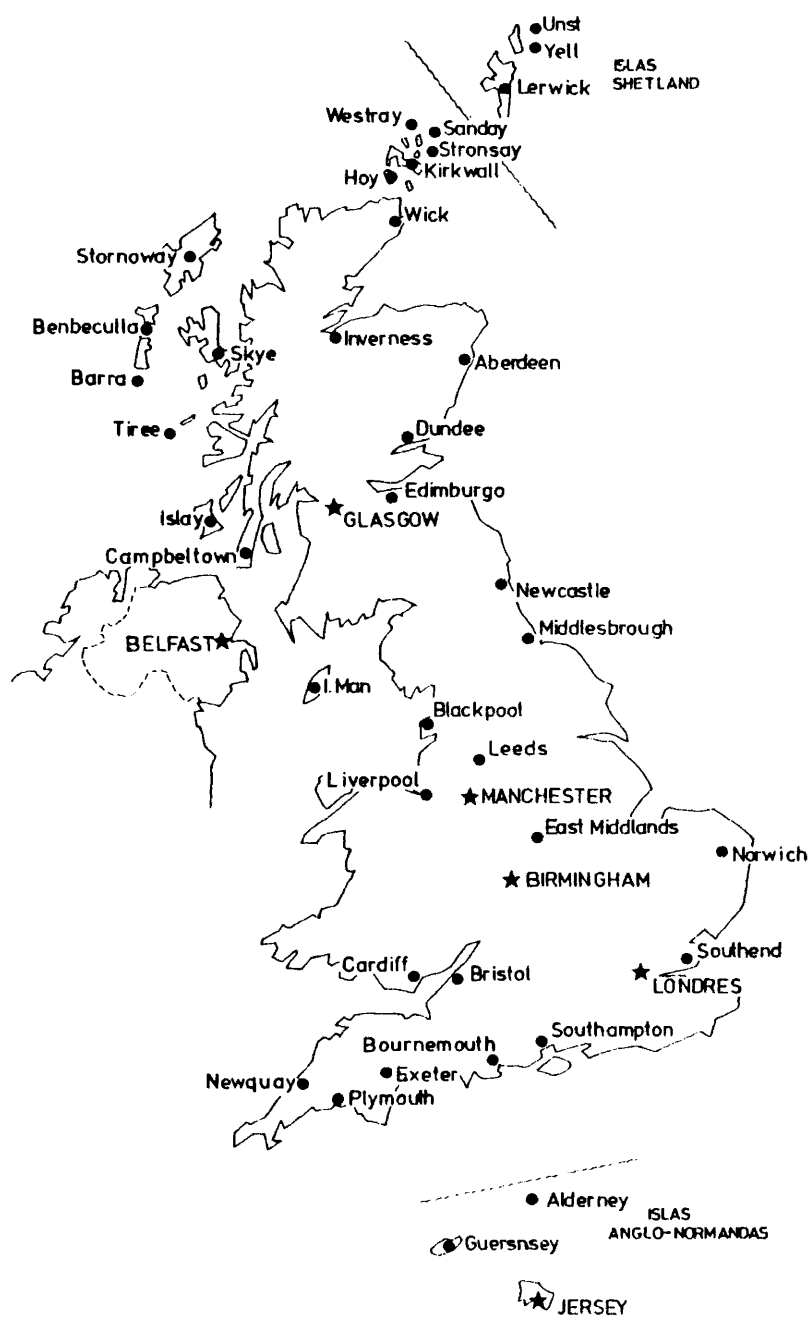 Unst
Yell
ISLAS
SHETLAND
Lerwick
Westray
Sanday
Stronsay
Kirkwall
Hoy
Wick
Stornoway
Benbeculla
Skye
Inverness
Aberdeen
Barra
Tiree
Dundee
Edimburgo
Islay
GLASGOW
Campbeltown
Newcastle
BELFAST
Middlesbrough
I. Man
Blackpool
Leeds
Liverpool
MANCHESTER
East Middlands
Norwich
BIRMINGHAM
Southend
Cardiff
Bristol
LONDRES
Southampton
Bournemouth
Exeter
Newquay
Plymouth
Alderney
ISLAS
ANGLO-NORMANDAS
Guersnsey
JERSEY